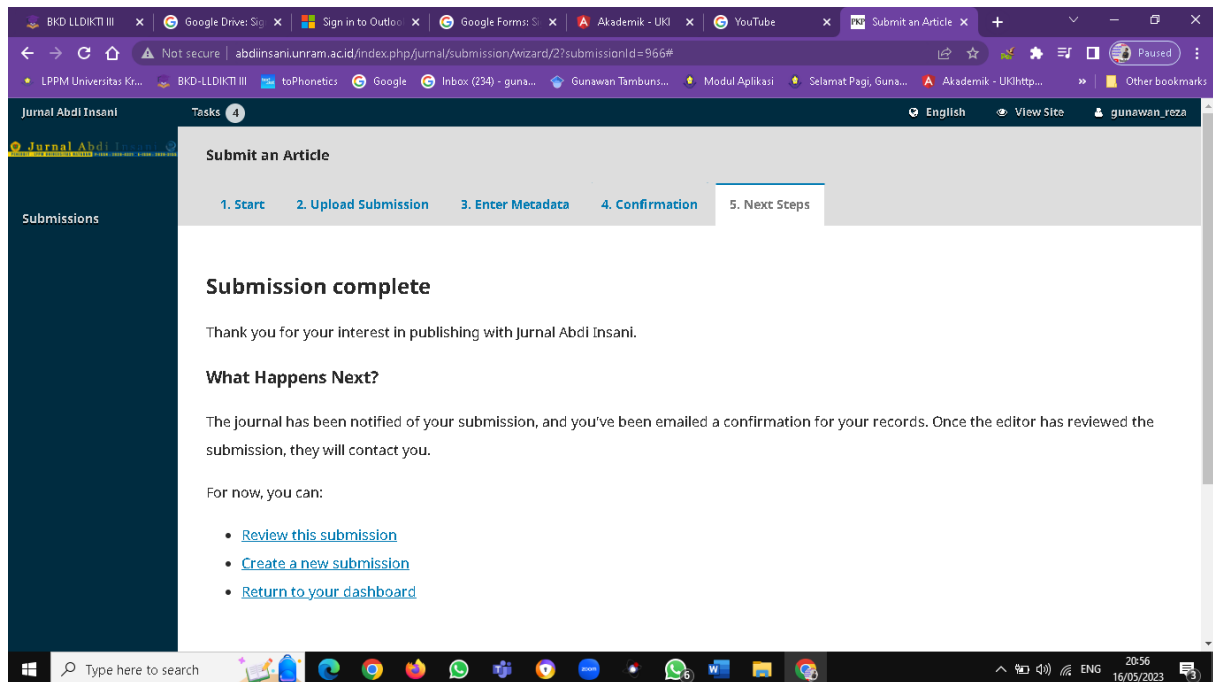 BKD LLDIKTI III
Google Drive: Sig
Sign in to Outloo
Google Forms: Si
Akademik - UKI
YouTube
Submit an Article
Not secure | abdiinsani.unram.ac.id/index.php/jurnal/submission/wizard/2?submissionId=966#
Paused
LPPM Universitas Kr...
BKD-LLDIKTI III
toPhonetics
Google
Inbox (234) - guna...
Gunawan Tambuns...
Modul Aplikasi
Selamat Pagi, Guna...
Akademik - UKIhttp...
»
Other bookmarks
Jurnal Abdi Insani
Tasks 4
English
View Site
gunawan_reza
Jurnal Abdi Insani
Submissions
Submit an Article
1. Start
2. Upload Submission
3. Enter Metadata
4. Confirmation
5. Next Steps
Submission complete
Thank you for your interest in publishing with Jurnal Abdi Insani.
What Happens Next?
The journal has been notified of your submission, and you've been emailed a confirmation for your records. Once the editor has reviewed the
submission, they will contact you.
For now, you can:
• Review this submission
• Create a new submission
• Return to your dashboard
Type here to search
zoom
6
ENG
20:56
16/05/2023
3